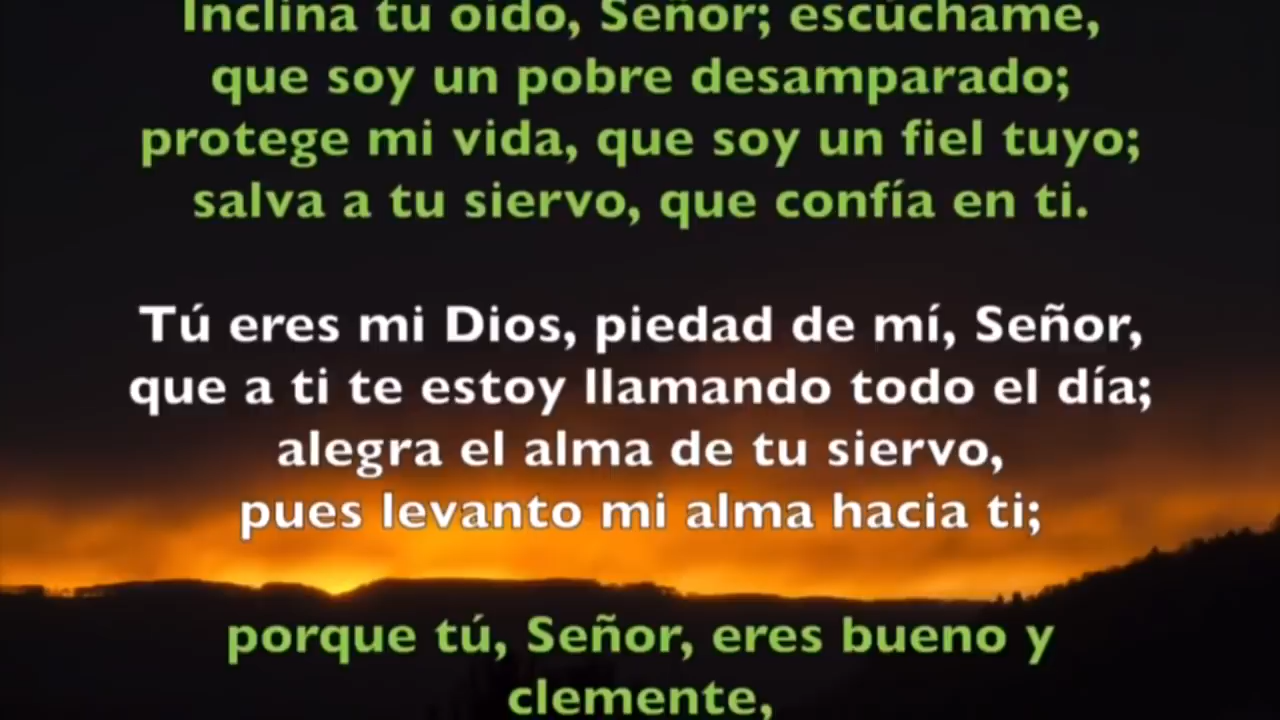 Inclina tu oído, Señor; escúchame,
que soy un pobre desamparado;
protege mi vida, que soy un fiel tuyo;
salva a tu siervo, que confía en ti.
Tú eres mi Dios, piedad de mí, Señor,
que a ti te estoy llamando todo el día;
alegra el alma de tu siervo,
pues levanto mi alma hacia ti;
porque tú, Señor, eres bueno y
clemente,